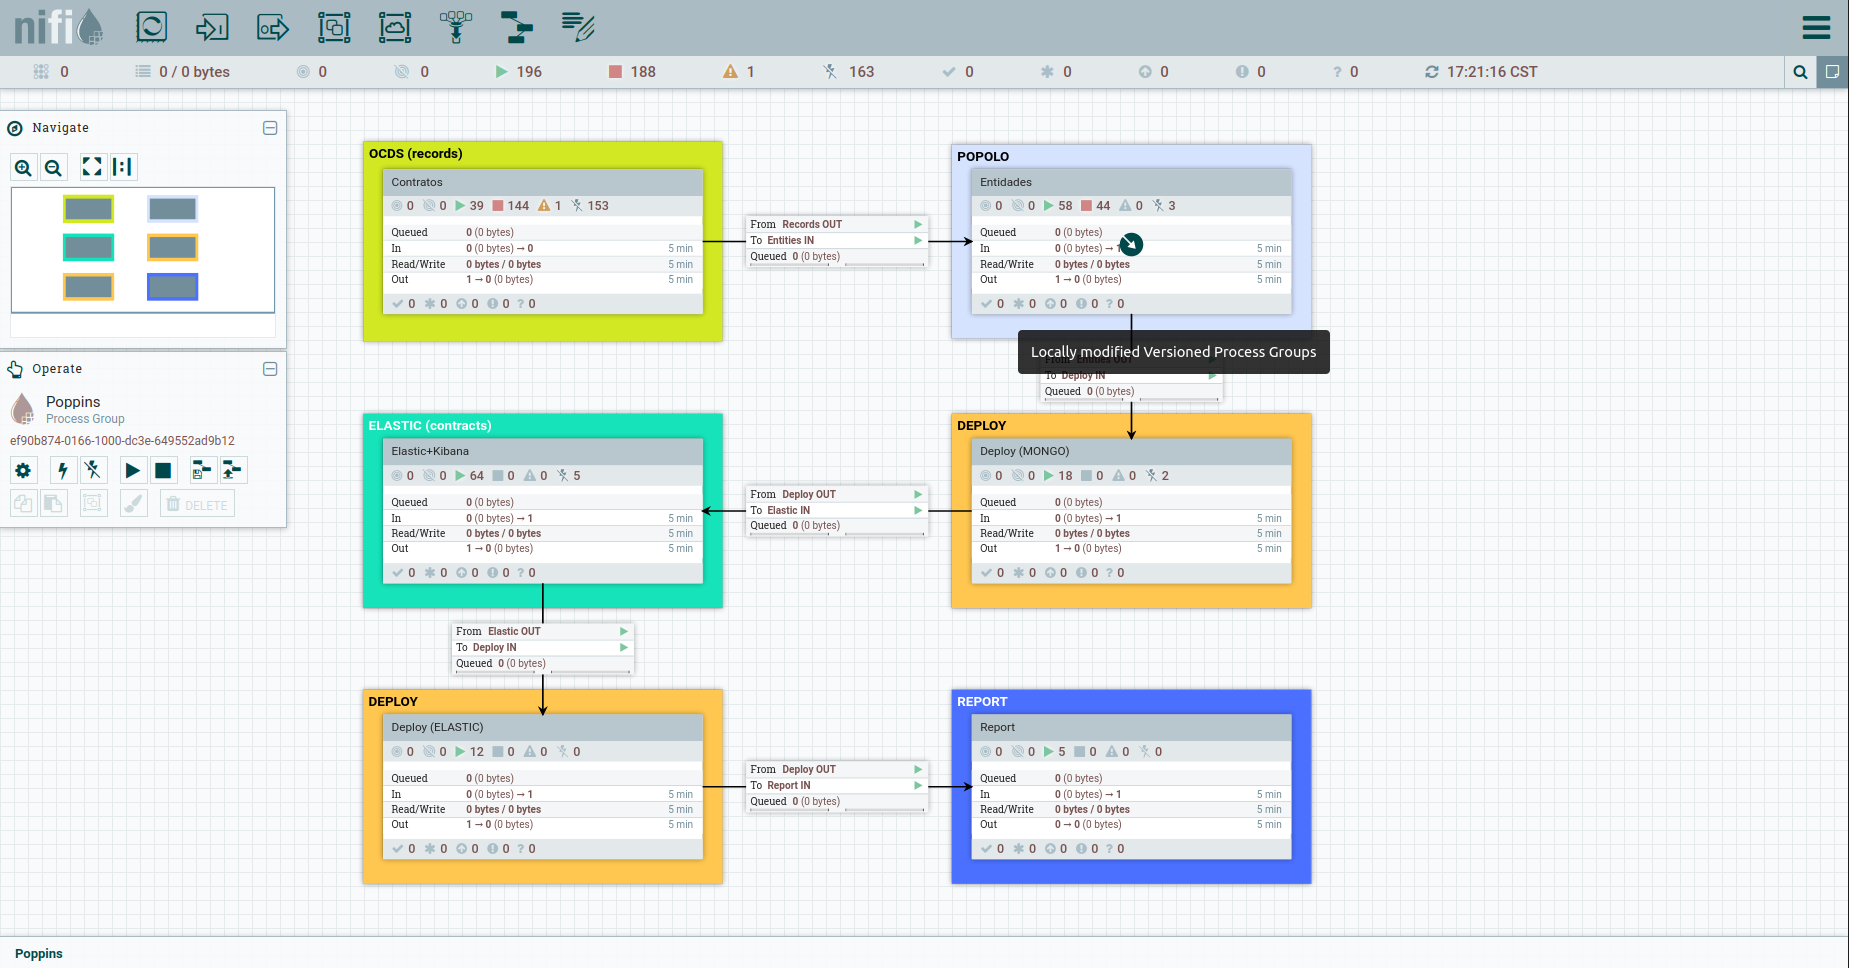 nifi
0 0 / 0 bytes 0 0 196 188 1 163 0 0 0 0 ? 0 17:21:16 CST
Navigate
Operate
Poppins
Process Group
ef90b874-0166-1000-dc3e-649552ad9b12
DELETE
OCDS (records)
Contratos
0 0 39 144 1 153
Queued 0 (0 bytes)
In 0 (0 bytes) → 0 5 min
Read/Write 0 bytes / 0 bytes 5 min
Out 1 → 0 (0 bytes) 5 min
0 0 0 0 ? 0
From Records OUT
To Entities IN
Queued 0 (0 bytes)
POPOLO
Entidades
0 0 58 44 0 3
Queued 0 (0 bytes)
In 0 (0 bytes) → 1 5 min
Read/Write 0 bytes / 0 bytes 5 min
Out 1 → 0 (0 bytes) 5 min
0 0 0 0 ? 0
Locally modified Versioned Process Groups
From Entities OUT
To Deploy IN
Queued 0 (0 bytes)
ELASTIC (contracts)
Elastic+Kibana
0 0 64 0 0 5
Queued 0 (0 bytes)
In 0 (0 bytes) → 1 5 min
Read/Write 0 bytes / 0 bytes 5 min
Out 1 → 0 (0 bytes) 5 min
0 0 0 0 ? 0
From Deploy OUT
To Elastic IN
Queued 0 (0 bytes)
DEPLOY
Deploy (MONGO)
0 0 18 0 0 2
Queued 0 (0 bytes)
In 0 (0 bytes) → 1 5 min
Read/Write 0 bytes / 0 bytes 5 min
Out 1 → 0 (0 bytes) 5 min
0 0 0 0 ? 0
From Elastic OUT
To Deploy IN
Queued 0 (0 bytes)
DEPLOY
Deploy (ELASTIC)
0 0 12 0 0 0
Queued 0 (0 bytes)
In 0 (0 bytes) → 1 5 min
Read/Write 0 bytes / 0 bytes 5 min
Out 1 → 0 (0 bytes) 5 min
0 0 0 0 ? 0
From Deploy OUT
To Report IN
Queued 0 (0 bytes)
REPORT
Report
0 0 5 0 0 0
Queued 0 (0 bytes)
In 0 (0 bytes) → 1 5 min
Read/Write 0 bytes / 0 bytes 5 min
Out 0 → 0 (0 bytes) 5 min
0 0 0 0 ? 0
Poppins